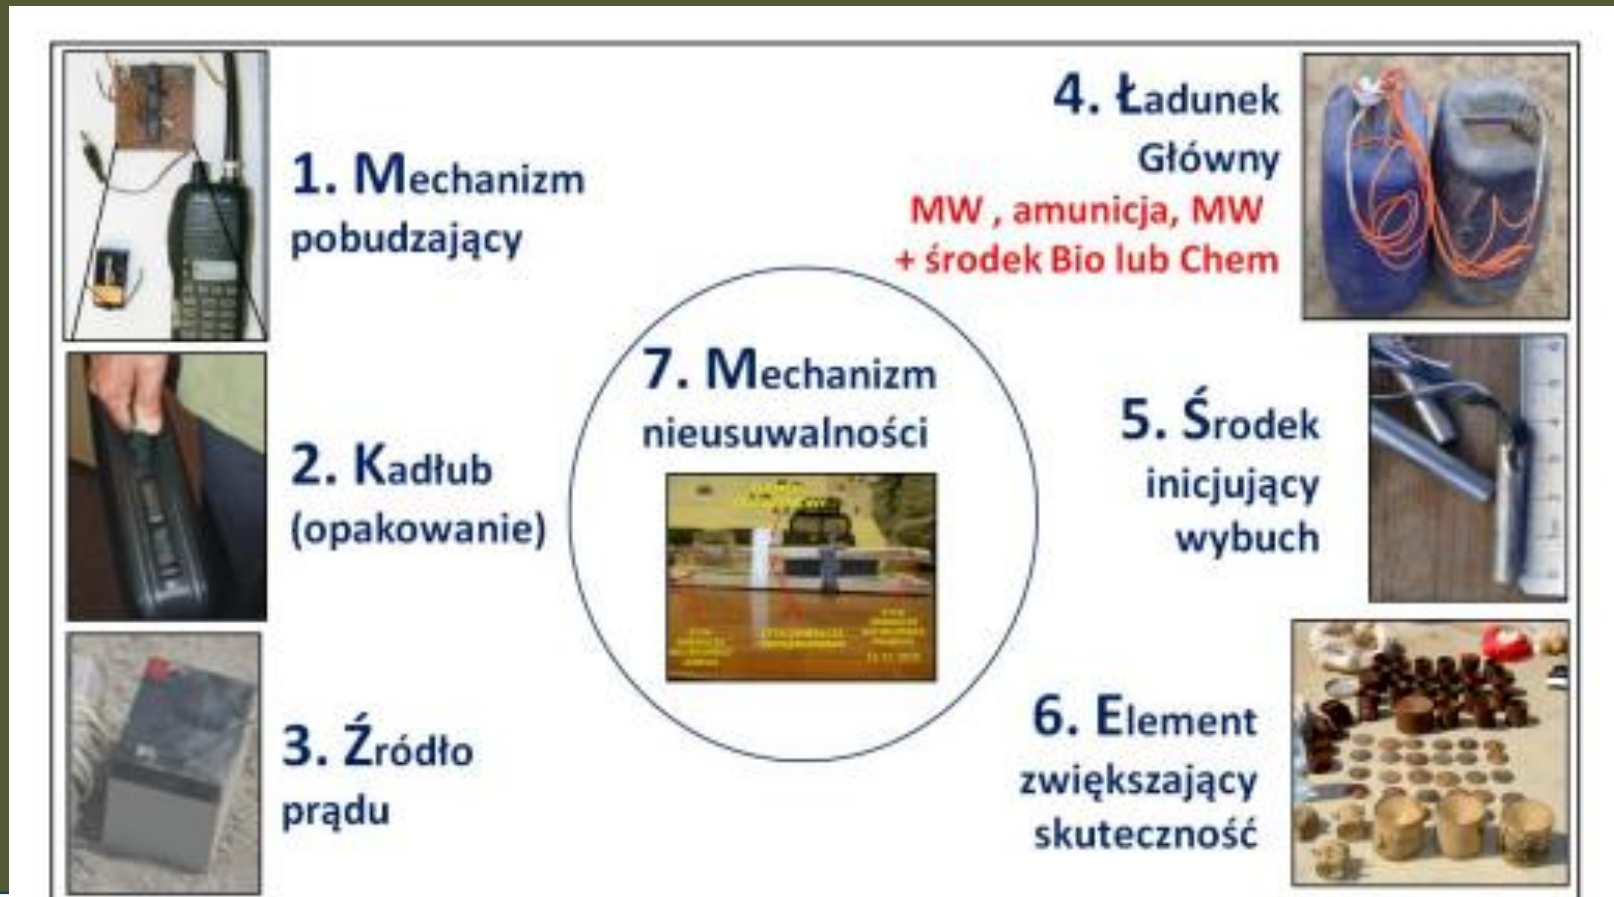 1. Mechanizm
pobudzający
2. Kadłub
(opakowanie)
3. Źródło
prądu
4. Ładunek
Główny
MW , amunicja, MW
+ środek Bio lub Chem
5. Środek
inicjujący
wybuch
6. Element
zwiększający
skuteczność
7. Mechanizm
nieusuwalności